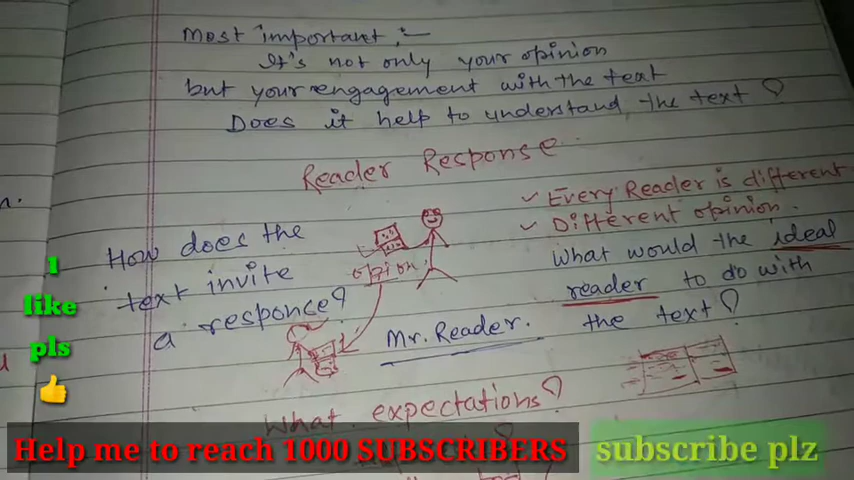 Most important :-
It's not only your opinion
but your engagement with the text
Does it help to understand the text ?
Reader Response
✓ Every Reader is different
✓ Different opinion.
What would the ideal
reader to do with
the text ?
How does the
text invite
a response?
opinion.
Mr. Reader.
What expectations ?
1
like
pls
👍
Help me to reach 1000 SUBSCRIBERS
subscribe plz